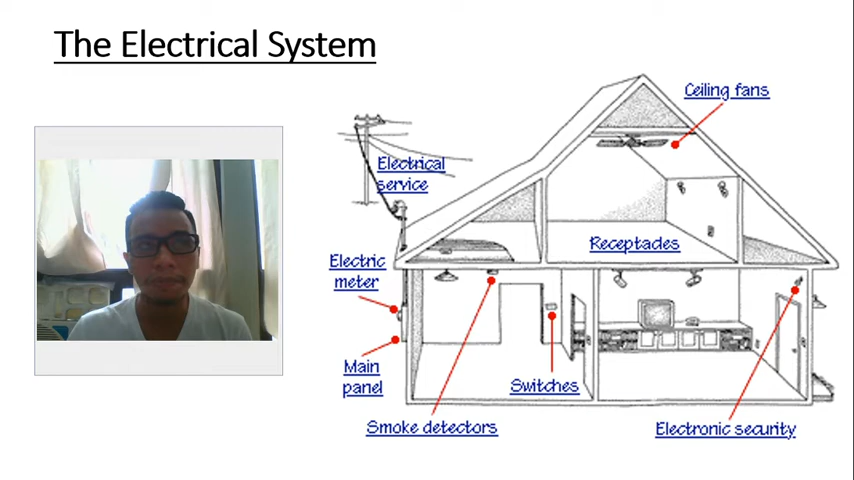 The Electrical System
Ceiling fans
Electrical
service
Receptacles
Electric
meter
Main
panel
Switches
Smoke detectors
Electronic security